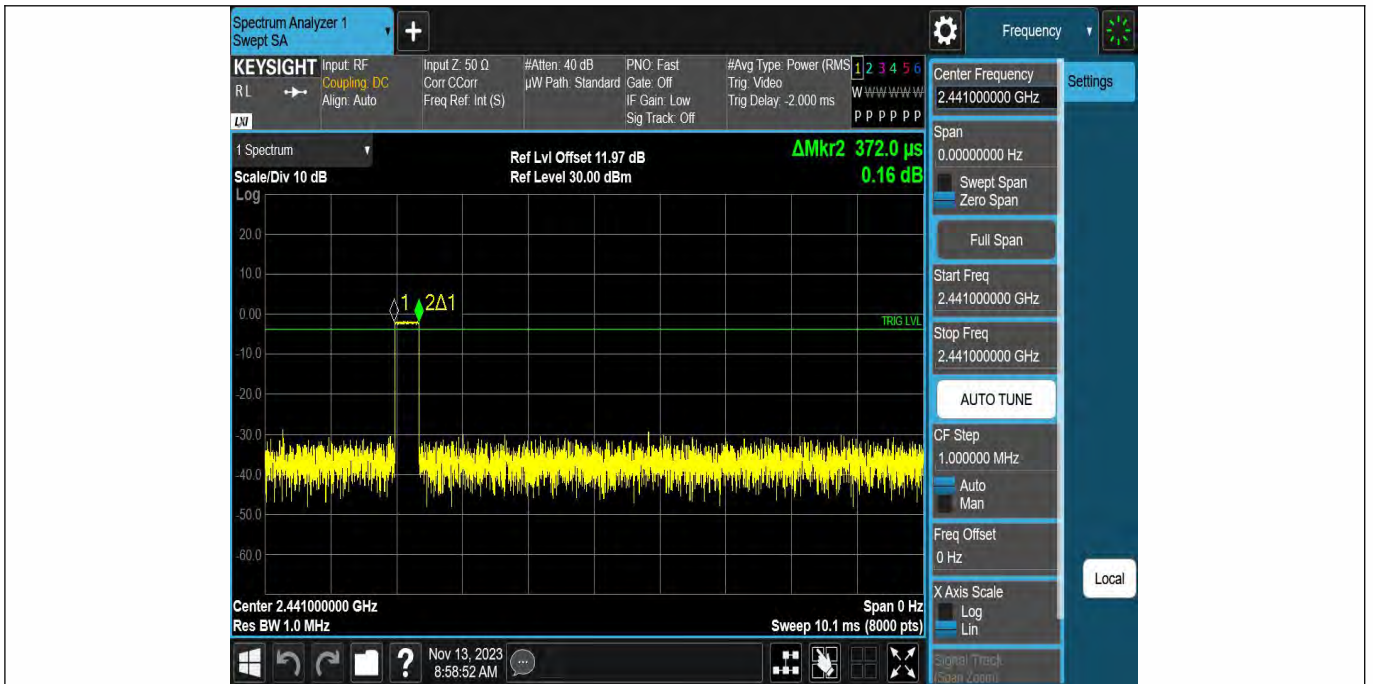 Spectrum Analyzer 1
Swept SA
Frequency
KEYSIGHT
RL
LXI
Input: RF
Coupling: DC
Align: Auto
Input Z: 50 Ω
Corr CCorr
Freq Ref: Int (S)
#Atten: 40 dB
µW Path: Standard
PNO: Fast
Gate: Off
IF Gain: Low
Sig Track: Off
#Avg Type: Power (RMS
Trig: Video
Trig Delay: -2.000 ms
1 2 3 4 5 6
W W W W W W
P P P P P P
Center Frequency
2.441000000 GHz
Settings
Span
0.00000000 Hz
Swept Span
Zero Span
Full Span
Start Freq
2.441000000 GHz
Stop Freq
2.441000000 GHz
AUTO TUNE
CF Step
1.000000 MHz
Auto
Man
Freq Offset
0 Hz
X Axis Scale
Log
Lin
Signal Track
(Span Zoom)
Local
1 Spectrum
Scale/Div 10 dB
Ref Lvl Offset 11.97 dB
Ref Level 30.00 dBm
ΔMkr2 372.0 µs
0.16 dB
Log
20.0
10.0
0.00
-10.0
-20.0
-30.0
-40.0
-50.0
-60.0
1
2Δ1
TRIG LVL
Center 2.441000000 GHz
Res BW 1.0 MHz
Span 0 Hz
Sweep 10.1 ms (8000 pts)
?
Nov 13, 2023
8:58:52 AM